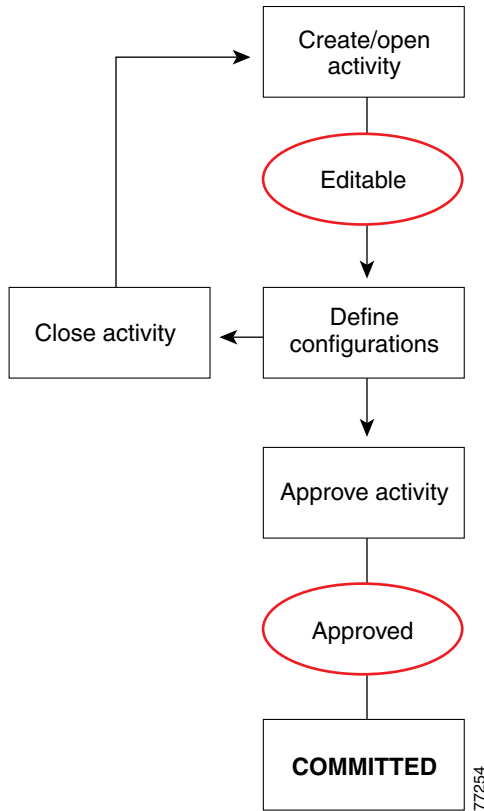 Create/open
activity
Editable
Close activity
Define
configurations
Approve activity
Approved
COMMITTED
77254